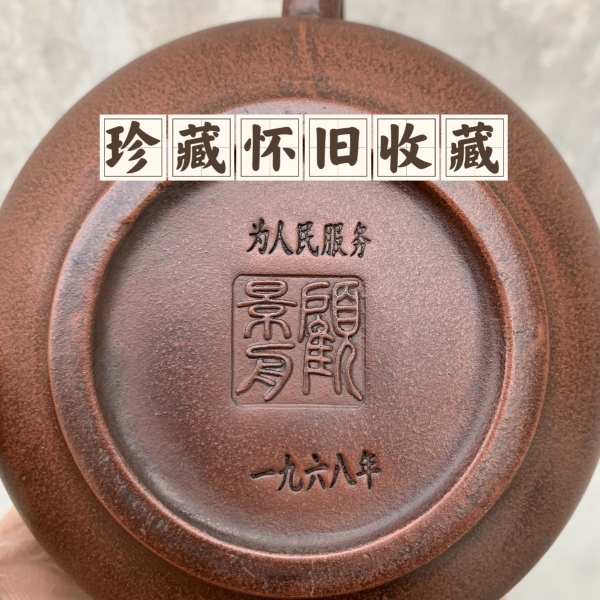 珍藏怀旧收藏
为人民服务
顧景舟
一九六八年